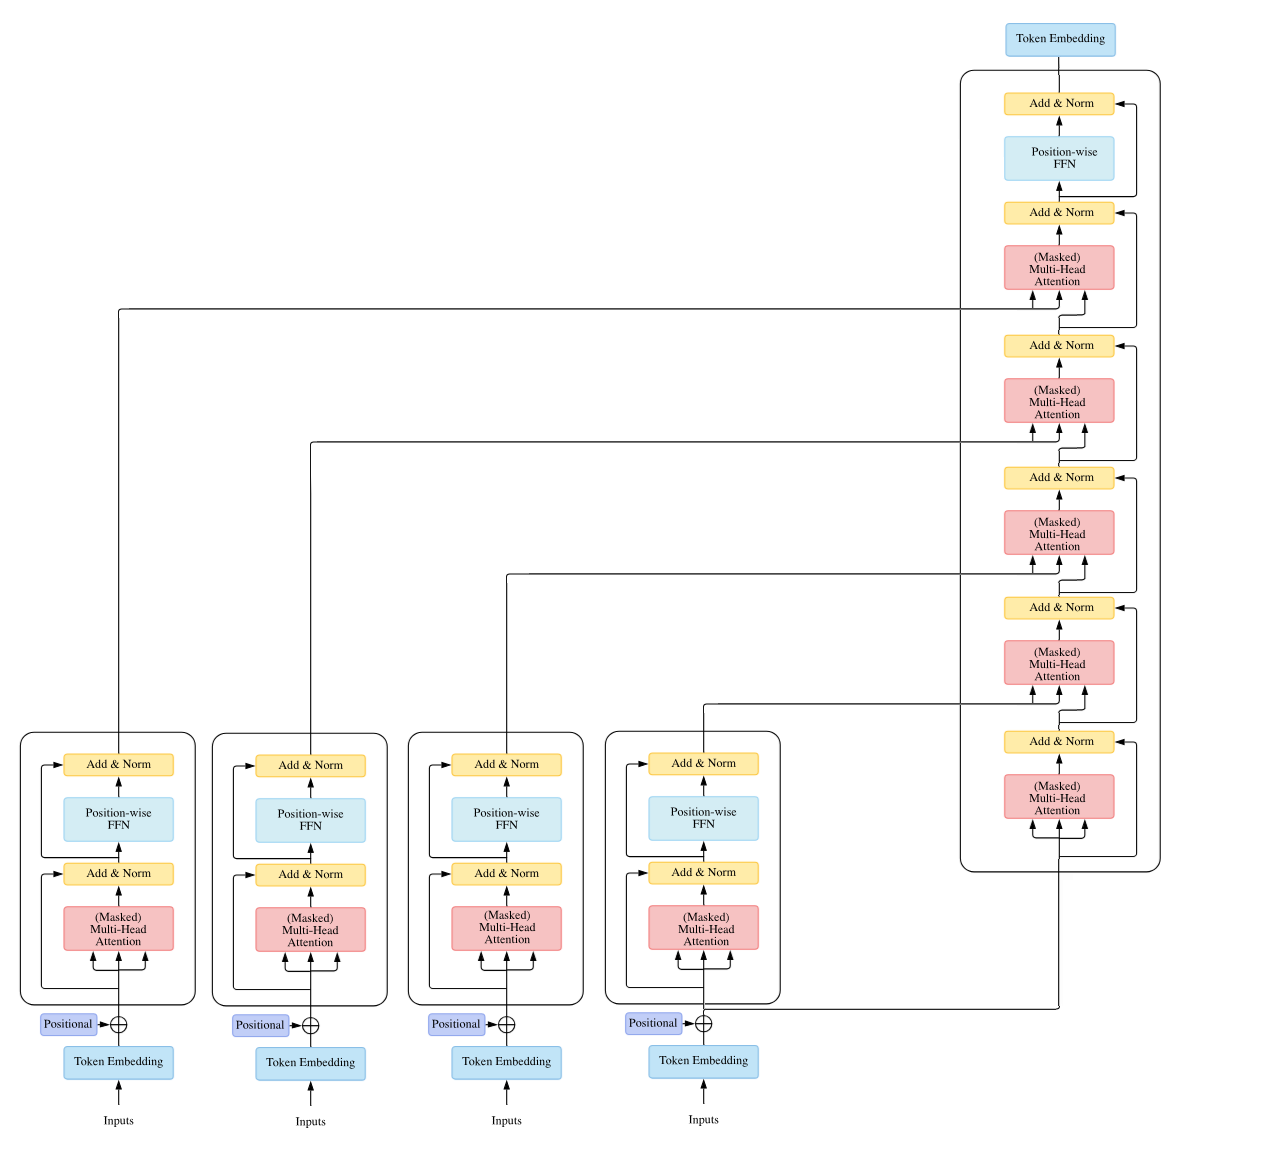 Token Embedding
Add & Norm
Position-wise
FFN
Add & Norm
(Masked)
Multi-Head
Attention
Add & Norm
(Masked)
Multi-Head
Attention
Add & Norm
(Masked)
Multi-Head
Attention
Add & Norm
(Masked)
Multi-Head
Attention
Add & Norm
(Masked)
Multi-Head
Attention
Add & Norm
Position-wise
FFN
Add & Norm
(Masked)
Multi-Head
Attention
Positional
Token Embedding
Inputs
Add & Norm
Position-wise
FFN
Add & Norm
(Masked)
Multi-Head
Attention
Positional
Token Embedding
Inputs
Add & Norm
Position-wise
FFN
Add & Norm
(Masked)
Multi-Head
Attention
Positional
Token Embedding
Inputs
Add & Norm
Position-wise
FFN
Add & Norm
(Masked)
Multi-Head
Attention
Positional
Token Embedding
Inputs